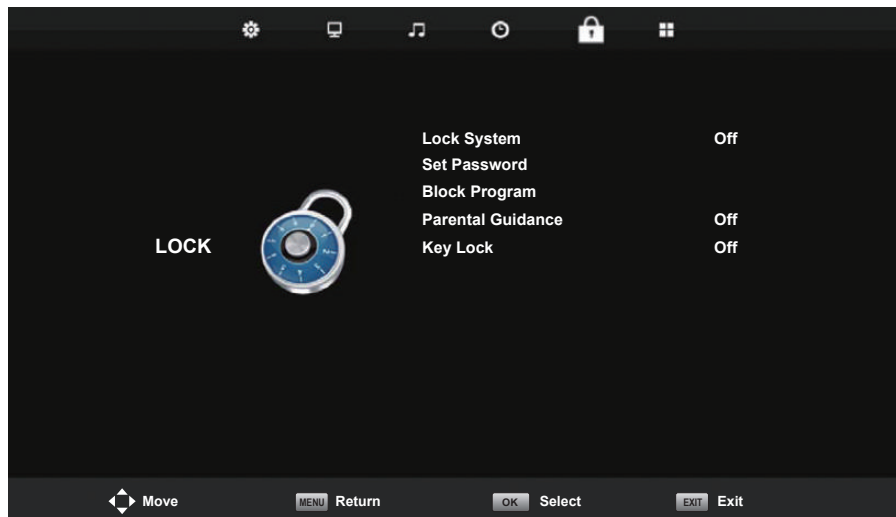 Lock System Off
Set Password
Block Program
Parental Guidance Off
LOCK
Key Lock Off
Move MENU Return OK Select EXIT Exit